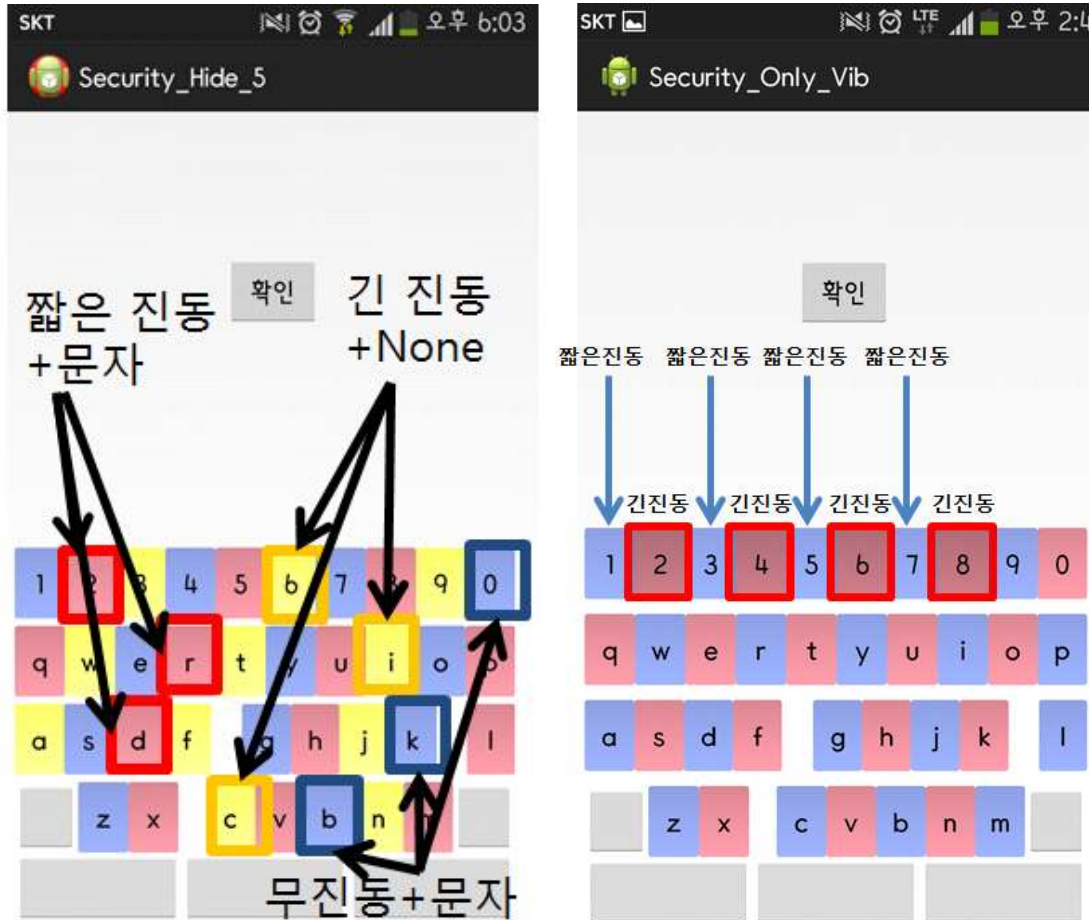 SKT 오후 6:03
Security_Hide_5
확인
짧은 진동
+문자
긴 진동
+None
1 2 3 4 5 6 7 8 9 0
q w e r t y u i o p
a s d f g h j k l
z x c v b n
무진동+문자
SKT LTE 오후 2:4
Security_Only_Vib
확인
짧은진동 짧은진동 짧은진동 짧은진동
긴진동 긴진동 긴진동 긴진동
1 2 3 4 5 6 7 8 9 0
q w e r t y u i o p
a s d f g h j k l
z x c v b n m